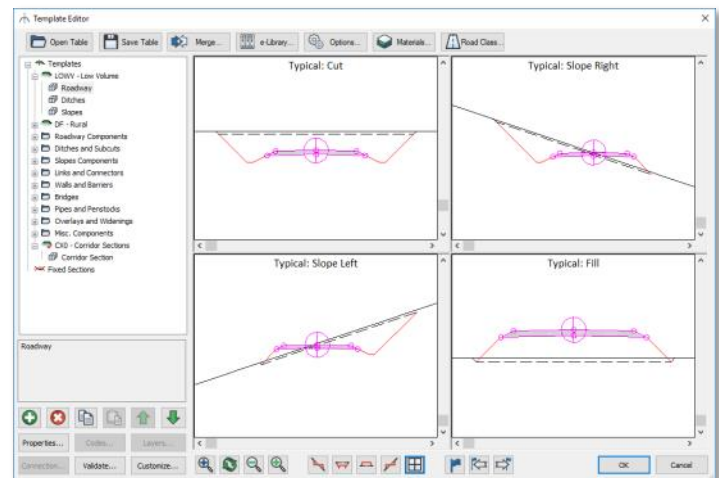 Template Editor
Open Table
Save Table
Merge...
e-Library...
Options...
Materials...
Road Class...
Templates
LOWV - Low Volume
Roadway
Ditches
Slopes
DF - Rural
Roadway Components
Ditches and Subcuts
Slopes Components
Links and Connectors
Walls and Barriers
Bridges
Pipes and Penstocks
Overlays and Widenings
Misc. Components
CX0 - Corridor Sections
Corridor Section
Fixed Sections
Typical: Cut
Typical: Slope Right
Typical: Slope Left
Typical: Fill
Roadway
Properties...
Codes...
Layers...
Connection...
Validate...
Customize...
OK
Cancel